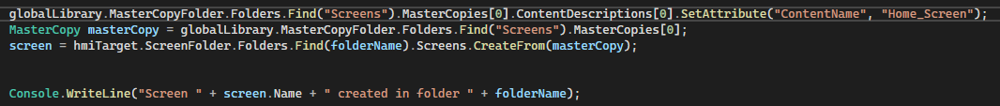 globalLibrary.MasterCopyFolder.Folders.Find("Screens").MasterCopies[0].ContentDescriptions[0].SetAttribute("ContentName", "Home_Screen");
MasterCopy masterCopy = globalLibrary.MasterCopyFolder.Folders.Find("Screens").MasterCopies[0];
screen = hmiTarget.ScreenFolder.Folders.Find(folderName).Screens.CreateFrom(masterCopy);
Console.WriteLine("Screen " + screen.Name + " created in folder " + folderName);